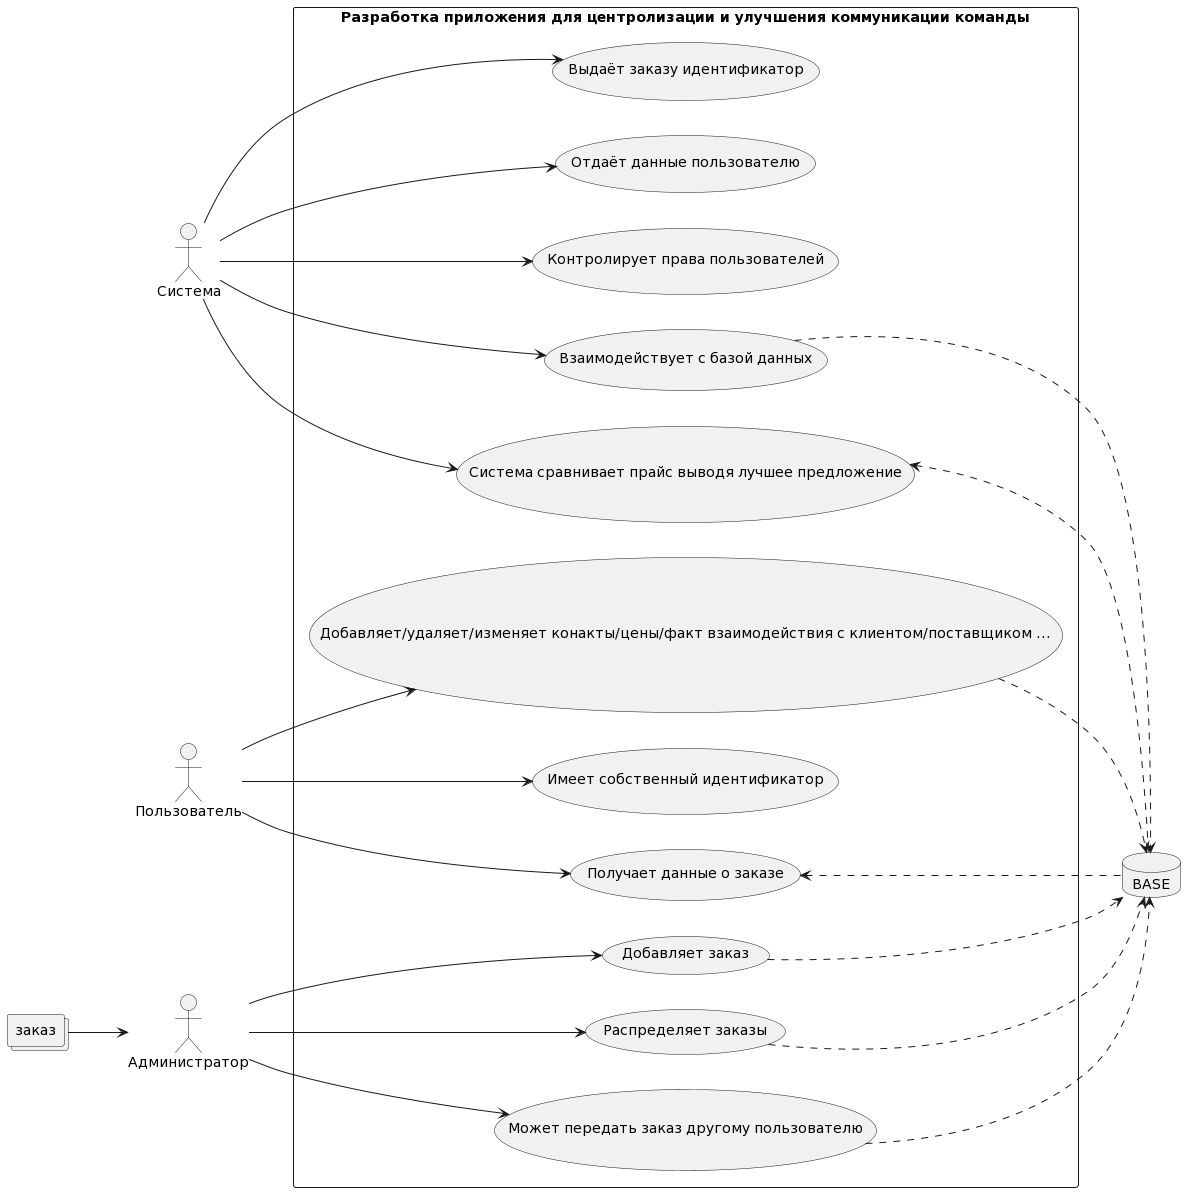 Разработка приложения для центролизации и улучшения коммуникации команды
Выдаёт заказу идентификатор
Отдаёт данные пользователю
Контролирует права пользователей
Система
Взаимодействует с базой данных
Система сравнивает прайс выводя лучшее предложение
Добавляет/удаляет/изменяет конакты/цены/факт взаимодействия с клиентом/поставщиком ...
Имеет собственный идентификатор
Пользователь
Получает данные о заказе
BASE
Добавляет заказ
заказ
Распределяет заказы
Администратор
Может передать заказ другому пользователю